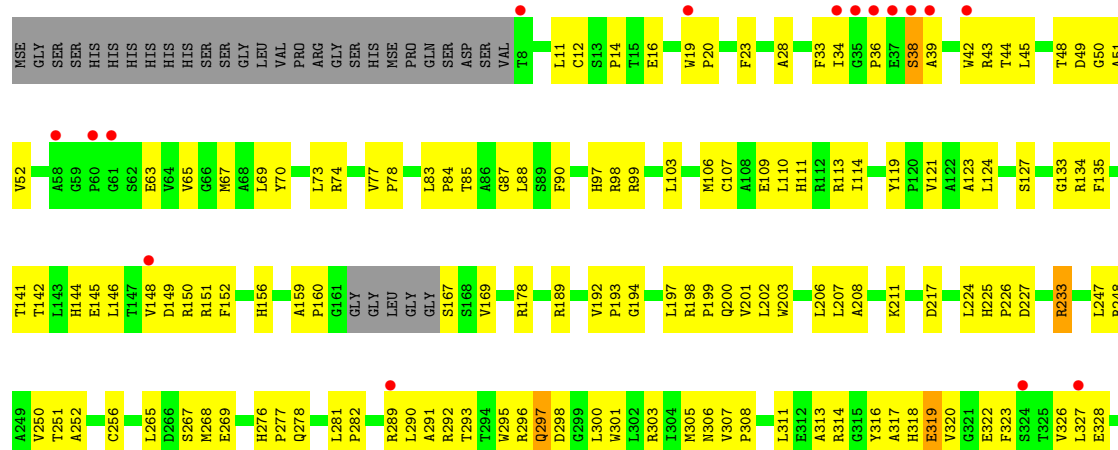 MSE GLY SER SER HIS HIS HIS HIS HIS HIS SER SER GLY LEU VAL PRO ARG GLY SER HIS MSE PRO GLN SER ASP SER VAL T8 L11 C12 S13 P14 T15 E16 W19 P20 F23 A28 F33 I34 G35 P36 E37 S38 A39 W42 R43 T44 L45 T48 D49 G50 A51
V52 A58 G59 P60 G61 S62 E63 V64 V65 G66 M67 A68 L69 Y70 L73 R74 V77 P78 L83 P84 T85 A86 G87 L88 S89 F90 H97 R98 R99 L103 M106 C107 A108 E109 L110 H111 R112 R113 I114 Y119 P120 V121 A122 A123 L124 S127 G133 R134 F135
T141 T142 L143 H144 E145 L146 T147 V148 D149 R150 R151 F152 H156 A159 P160 G161 GLY GLY LEU GLY GLY S167 S168 V169 R178 R189 V192 P193 G194 L197 R198 P199 Q200 V201 L202 W203 L206 L207 A208 K211 D217 L224 H225 P226 D227 R233 L247
A249 V250 T251 A252 C256 L265 D266 S267 M268 E269 H276 P277 Q278 L281 P282 R289 L290 A291 R292 T293 T294 W295 R296 Q297 D298 G299 L300 W301 L302 R303 I304 M305 N306 V307 P308 L311 E312 A313 R314 G315 Y316 A317 H318 E319 V320 G321 E322 F323 S324 T325 V326 L327 E328